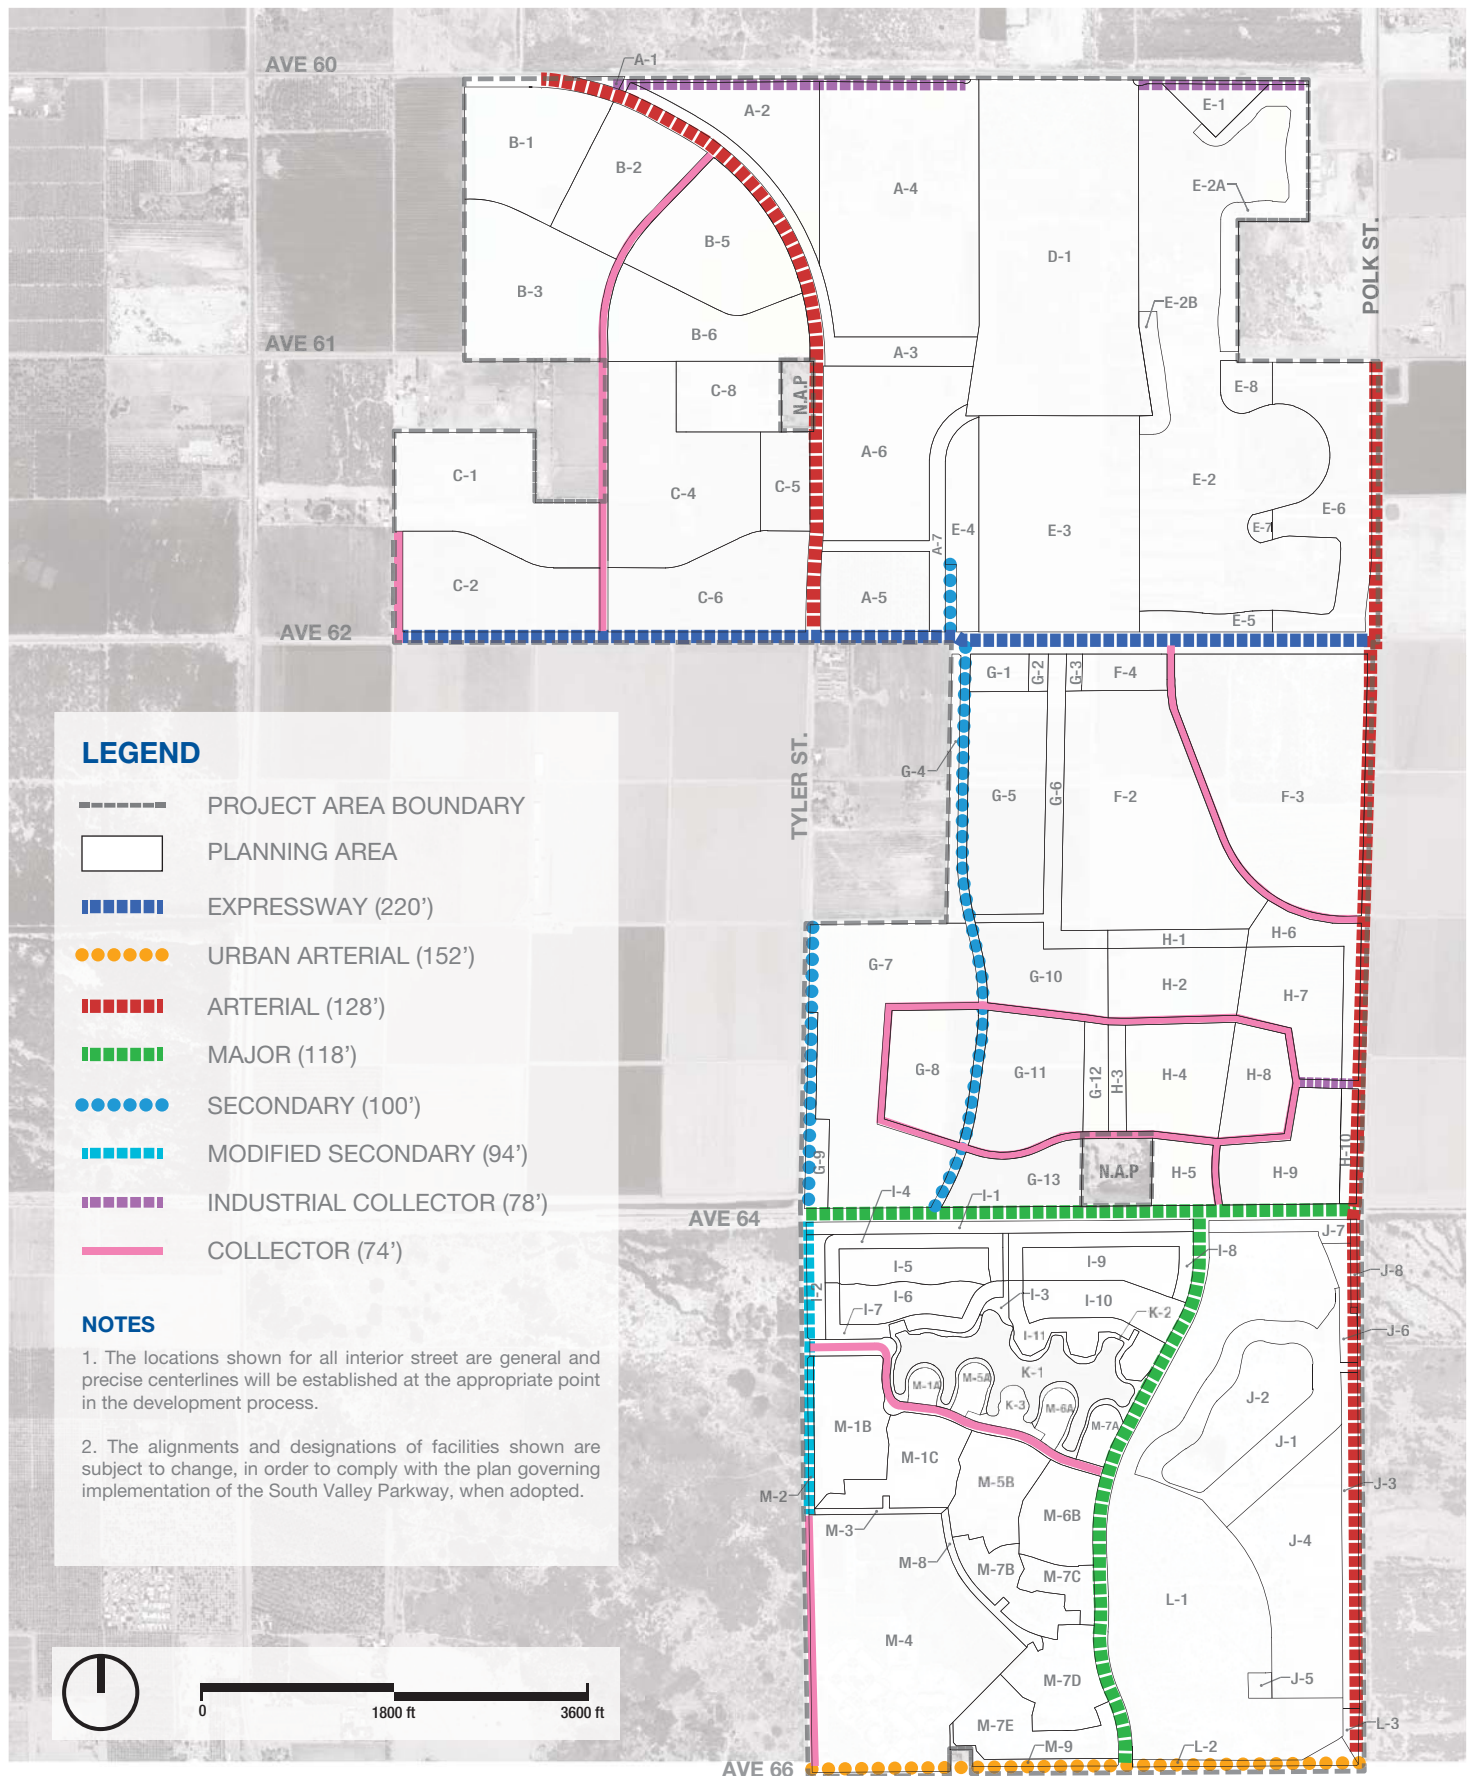 AVE 60
A-1
A-2
E-1
B-1
B-2
A-4
E-2A
B-5
D-1
POLK ST.
B-3
E-2B
B-6
AVE 61
A-3
C-8
N.A.P
E-8
A-6
C-1
C-4
C-5
E-2
E-6
E-7
A-7
E-4
E-3
C-2
C-6
A-5
E-5
AVE 62
G-1
G-2
G-3
F-4
TYLER ST.
G-4
G-5
G-6
F-2
F-3
LEGEND
PROJECT AREA BOUNDARY
PLANNING AREA
EXPRESSWAY (220’)
URBAN ARTERIAL (152’)
ARTERIAL (128’)
MAJOR (118’)
SECONDARY (100’)
MODIFIED SECONDARY (94’)
INDUSTRIAL COLLECTOR (78’)
COLLECTOR (74’)
NOTES
1. The locations shown for all interior street are general and
precise centerlines will be established at the appropriate point
in the development process.
2. The alignments and designations of facilities shown are
subject to change, in order to comply with the plan governing
implementation of the South Valley Parkway, when adopted.
H-1
H-6
G-7
G-10
H-2
H-7
G-8
G-11
G-12
H-3
H-4
H-8
G-9
G-13
N.A.P
H-5
H-9
H-10
AVE 64
I-4
I-1
J-7
I-8
I-5
I-9
J-8
I-2
I-6
I-3
I-10
I-7
K-2
J-6
I-11
K-1
M-1A
M-5A
K-3
M-6A
M-7A
J-2
M-1B
J-1
M-1C
M-5B
J-3
M-2
M-3
M-6B
J-4
M-8
M-7B
M-7C
L-1
M-4
M-7D
J-5
M-7E
L-3
M-9
L-2
AVE 66
0
1800 ft
3600 ft